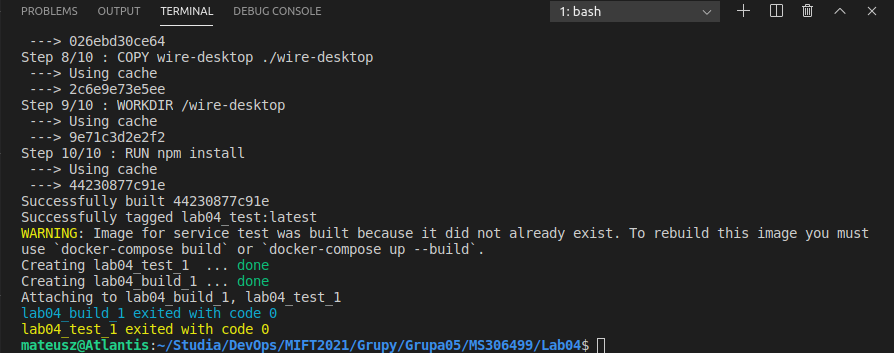 PROBLEMS OUTPUT TERMINAL DEBUG CONSOLE 1: bash
---> 026ebd30ce64
Step 8/10 : COPY wire-desktop ./wire-desktop
---> Using cache
---> 2c6e9e73e5ee
Step 9/10 : WORKDIR /wire-desktop
---> Using cache
---> 9e71c3d2e2f2
Step 10/10 : RUN npm install
---> Using cache
---> 44230877c91e
Successfully built 44230877c91e
Successfully tagged lab04_test:latest
WARNING: Image for service test was built because it did not already exist. To rebuild this image you must
use `docker-compose build` or `docker-compose up --build`.
Creating lab04_test_1 ... done
Creating lab04_build_1 ... done
Attaching to lab04_build_1, lab04_test_1
lab04_build_1 exited with code 0
lab04_test_1 exited with code 0
mateusz@Atlantis:~/Studia/DevOps/MIFT2021/Grupy/Grupa05/MS306499/Lab04$